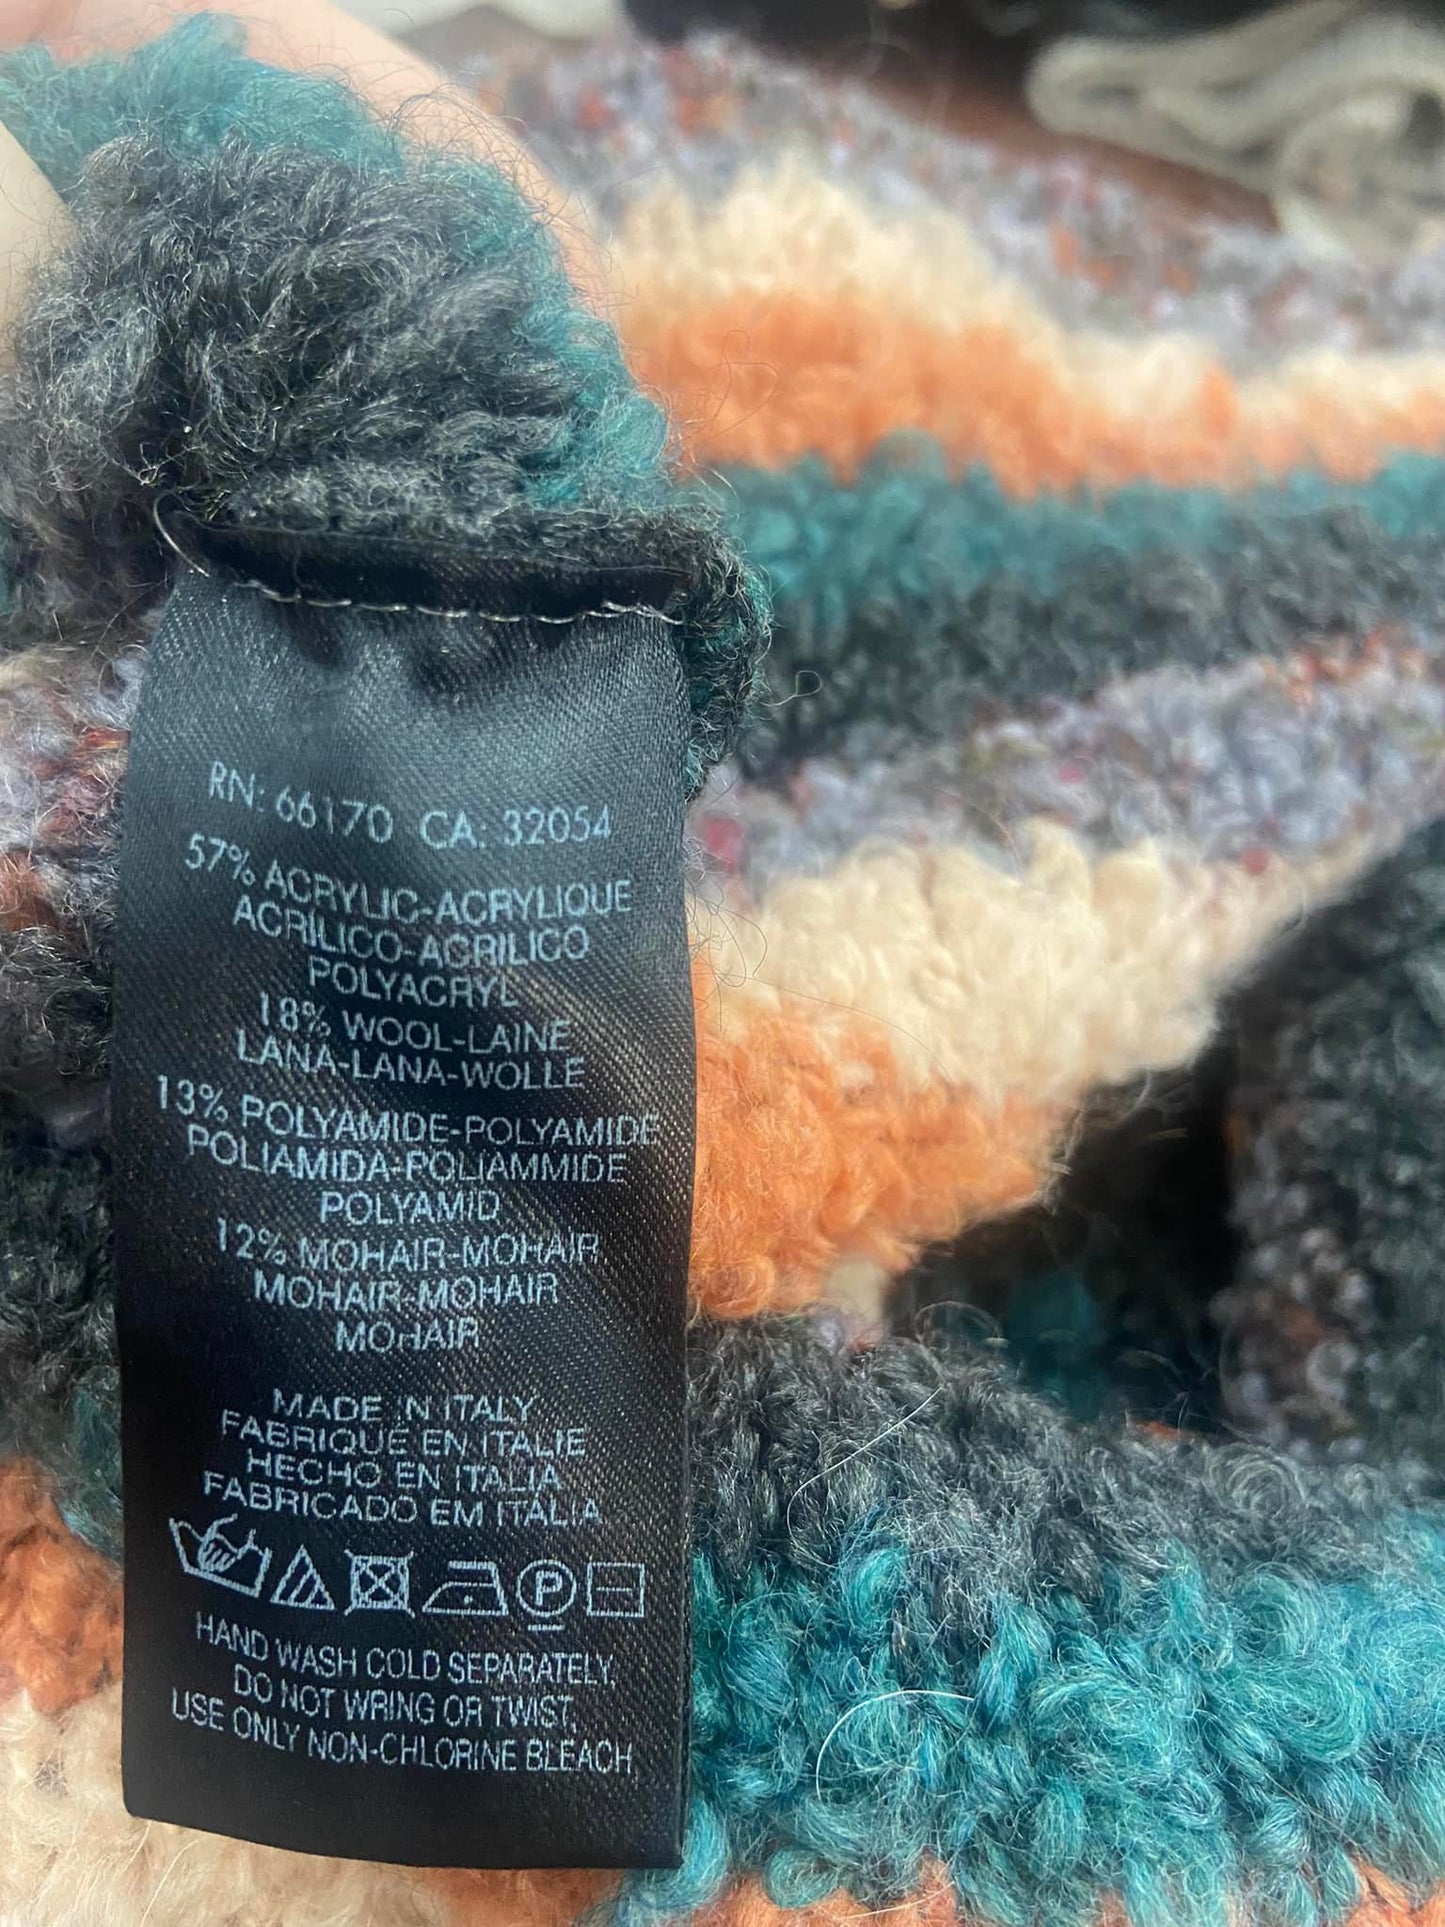 RN: 66170 CA: 32054
57% ACRYLIC-ACRYLIQUE
ACRÍLICO-ACRILICO
POLYACRYL
18% WOOL-LAINE
LANA-LANA-WOLLE
13% POLYAMIDE-POLYAMIDE
POLIAMIDA-POLIAMMIDE
POLYAMID
12% MOHAIR-MOHAIR
MOHAIR-MOHAIR
MOHAIR
MADE IN ITALY
FABRIQUÉ EN ITALIE
HECHO EN ITALIA
FABRICADO EM ITÁLIA
P
HAND WASH COLD SEPARATELY,
DO NOT WRING OR TWIST,
USE ONLY NON-CHLORINE BLEACH